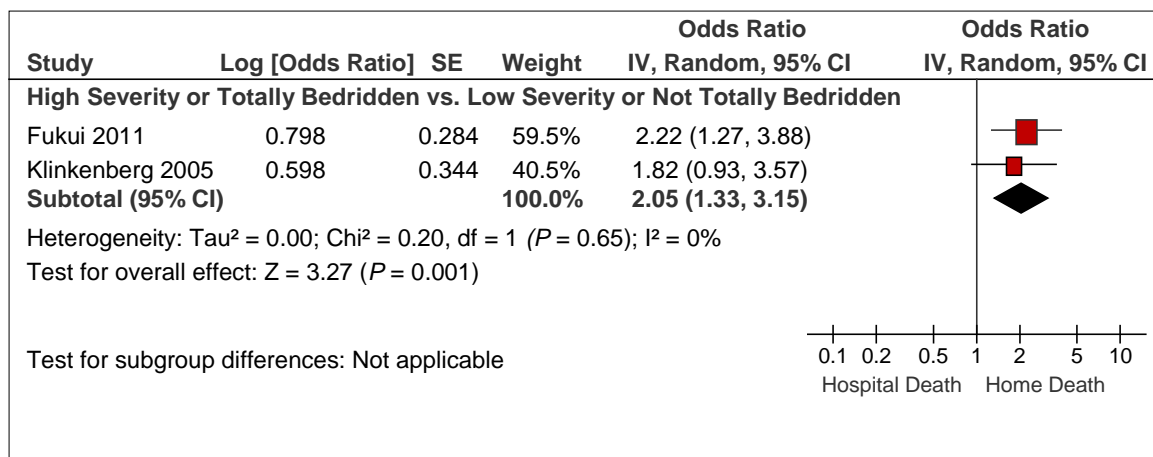 Odds Ratio Odds Ratio
Study Log [Odds Ratio] SE Weight IV, Random, 95% CI IV, Random, 95% CI
High Severity or Totally Bedridden vs. Low Severity or Not Totally Bedridden
Fukui 2011 0.798 0.284 59.5% 2.22 (1.27, 3.88)
Klinkenberg 2005 0.598 0.344 40.5% 1.82 (0.93, 3.57)
Subtotal (95% CI) 100.0% 2.05 (1.33, 3.15)
Heterogeneity: Tau² = 0.00; Chi² = 0.20, df = 1 (P = 0.65); I² = 0%
Test for overall effect: Z = 3.27 (P = 0.001)
Test for subgroup differences: Not applicable
0.1 0.2 0.5 1 2 5 10
Hospital Death Home Death